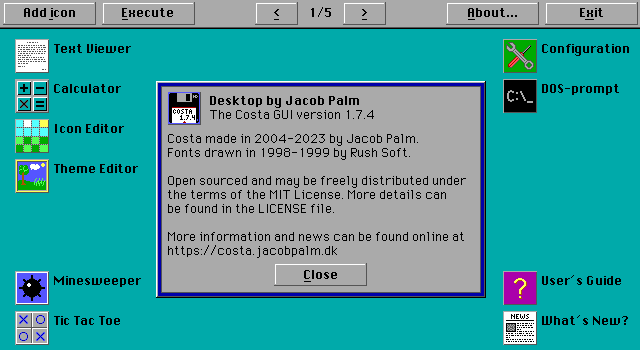 Add icon
Execute
<
1/5
>
About...
Exit
Text Viewer
Configuration
Calculator
C:\_
DOS-prompt
Icon Editor
Theme Editor
COSTA
1.7.4
Desktop by Jacob Palm
The Costa GUI version 1.7.4
Costa made in 2004-2023 by Jacob Palm.
Fonts drawn in 1998-1999 by Rush Soft.
Open sourced and may be freely distributed under
the terms of the MIT License. More details can
be found in the LICENSE file.
More information and news can be found online at
https://costa.jacobpalm.dk
Close
Minesweeper
?
User's Guide
Tic Tac Toe
NEWS
What's New?